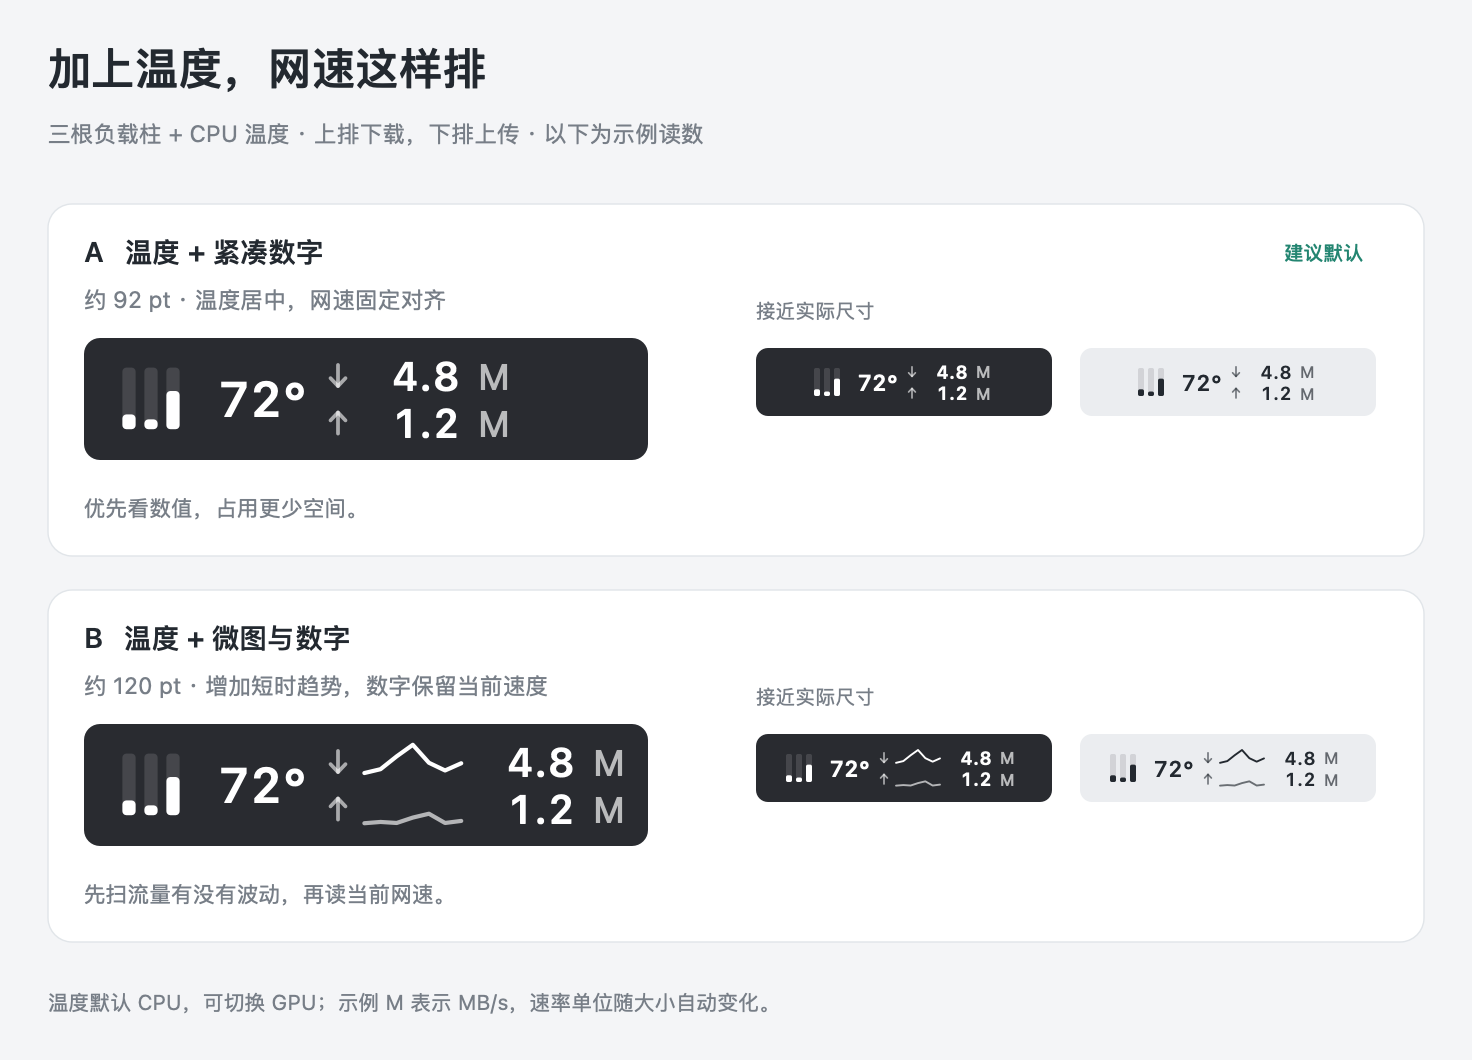 加上温度，网速这样排
三根负载柱 + CPU 温度 · 上排下载，下排上传 · 以下为示例读数
A 温度 + 紧凑数字
建议默认
约 92 pt · 温度居中，网速固定对齐
接近实际尺寸
72° ↓ 4.8 M
↑ 1.2 M
72° ↓ 4.8 M
↑ 1.2 M
72° ↓ 4.8 M
↑ 1.2 M
优先看数值，占用更少空间。
B 温度 + 微图与数字
约 120 pt · 增加短时趋势，数字保留当前速度
接近实际尺寸
72° ↓ 4.8 M
↑ 1.2 M
72° ↓ 4.8 M
↑ 1.2 M
72° ↓ 4.8 M
↑ 1.2 M
先扫流量有没有波动，再读当前网速。
温度默认 CPU，可切换 GPU；示例 M 表示 MB/s，速率单位随大小自动变化。